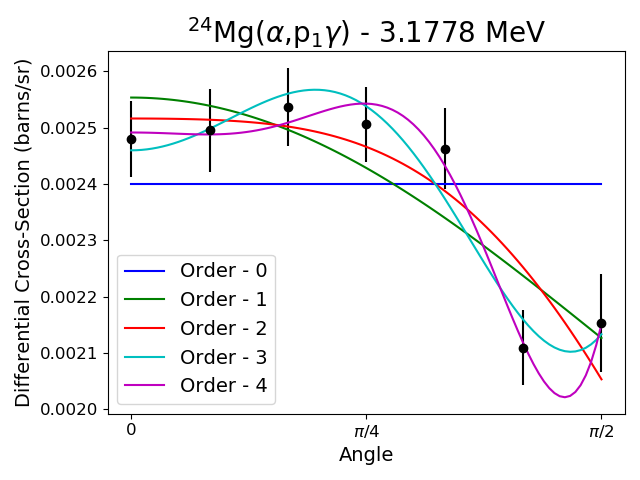 ²⁴Mg(α,p₁γ) - 3.1778 MeV
Differential Cross-Section (barns/sr)
0.0026
0.0025
0.0024
0.0023
0.0022
0.0021
0.0020
Order - 0
Order - 1
Order - 2
Order - 3
Order - 4
0
π/4
π/2
Angle